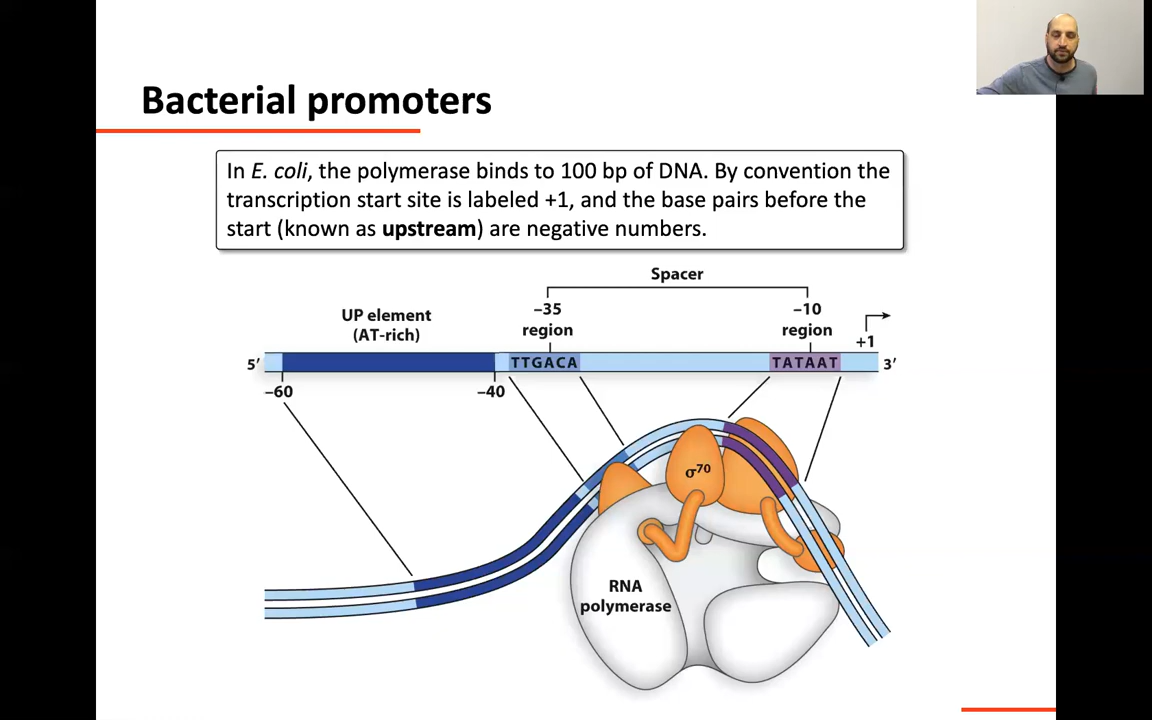 Bacterial promoters
In E. coli, the polymerase binds to 100 bp of DNA. By convention the
transcription start site is labeled +1, and the base pairs before the
start (known as upstream) are negative numbers.
Spacer
UP element
(AT-rich)
–35
region
–10
region
+1
5′
TTGACA
TATAAT
3′
–60
–40
σ70
RNA
polymerase